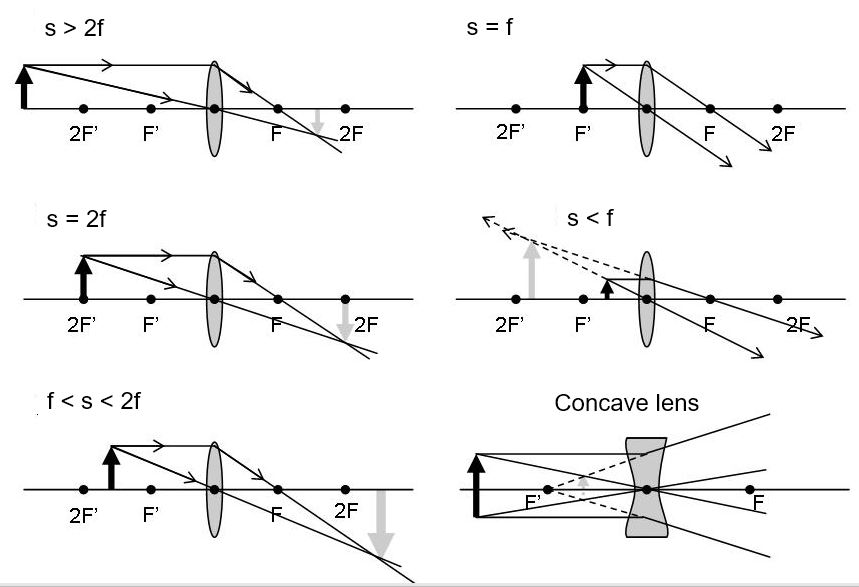 s > 2f
2F’ F’ F 2F
s = f
2F’ F’ F 2F
s = 2f
2F’ F’ F 2F
s < f
2F’ F’ F 2F
f < s < 2f
2F’ F’ F 2F
Concave lens
F’ F